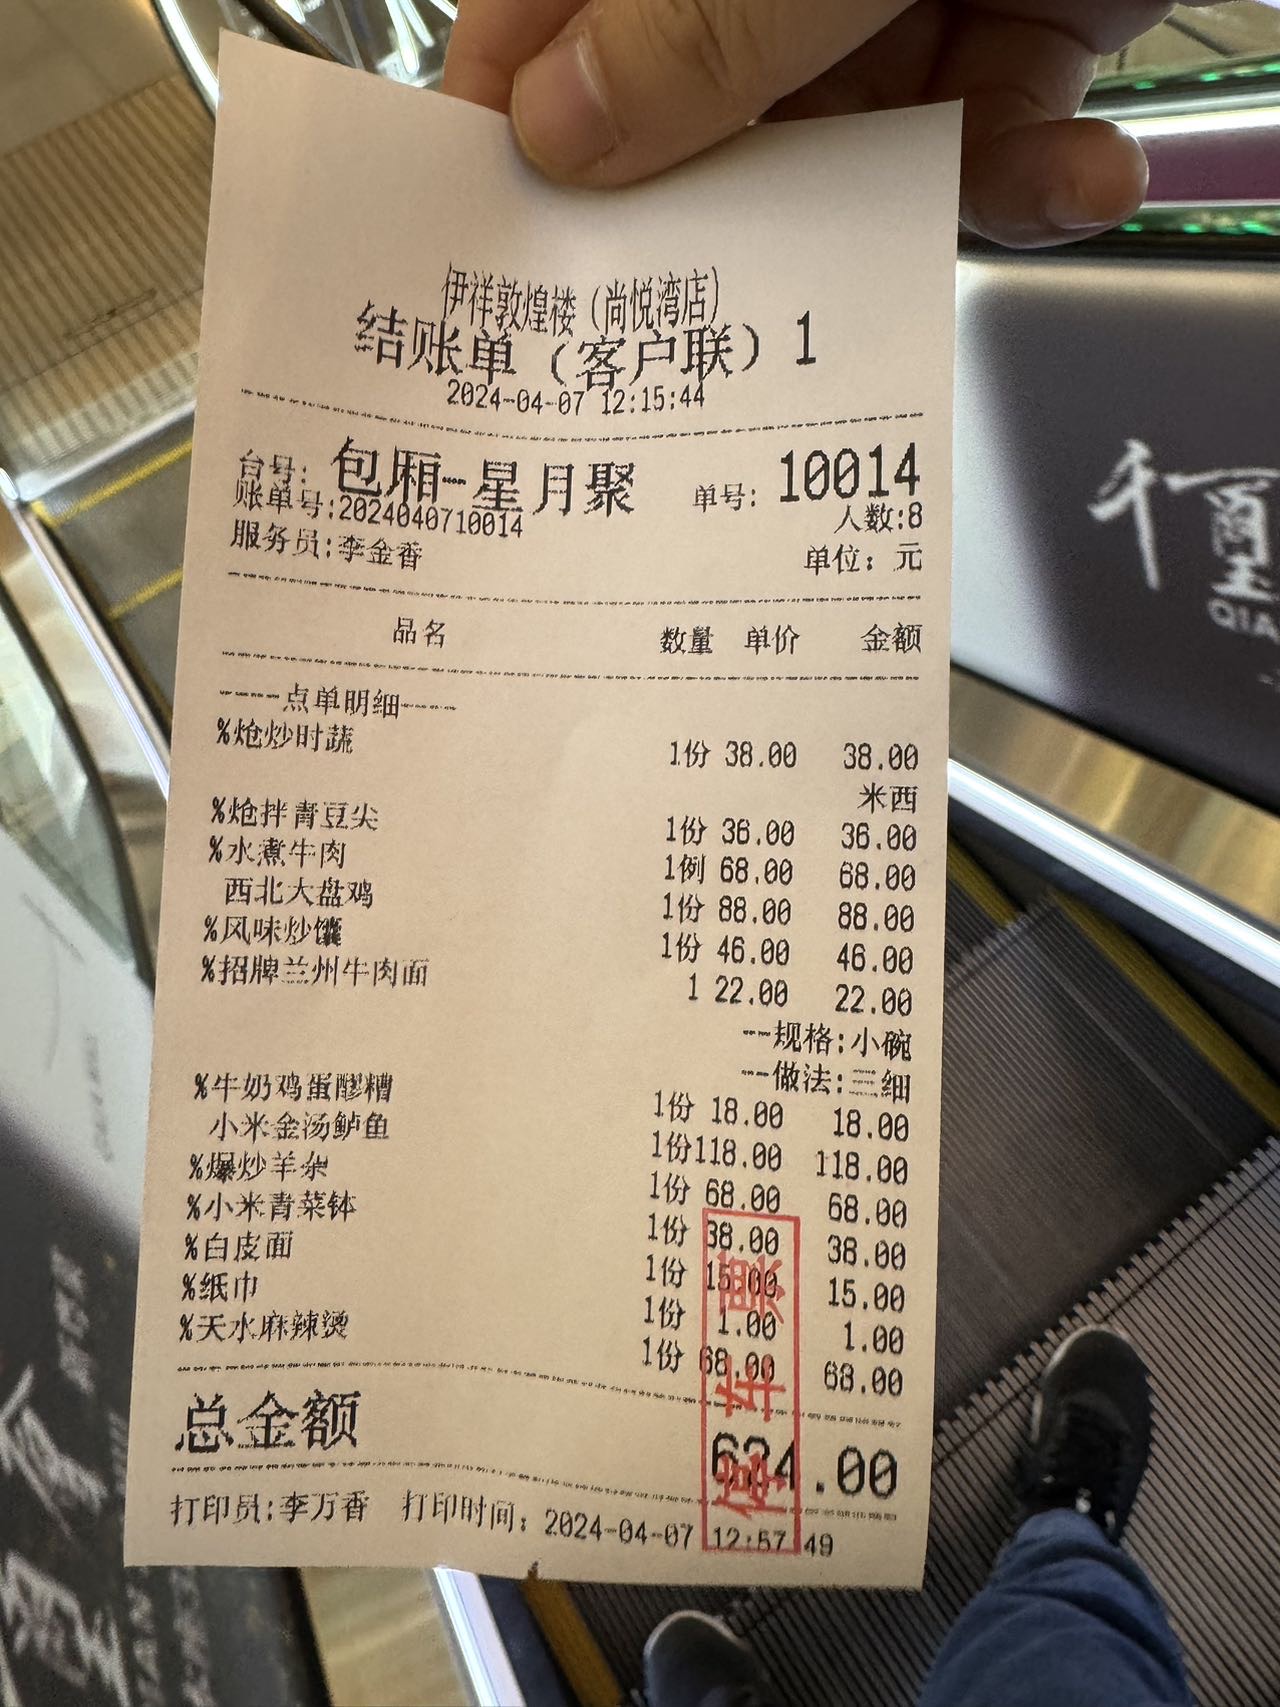 伊祥敦煌楼(尚悦湾店)
结账单(客户联)1
2024-04-07 12:15:44
台号: 包厢--星月聚 单号: 10014
账单号:2024040710014 人数:8
服务员:李金香 单位: 元
品名 数量 单价 金额
-----点单明细-----
%炝炒时蔬 1份 38.00 38.00
米西
%炝拌青豆尖 1份 36.00 36.00
%水煮牛肉 1例 68.00 68.00
西北大盘鸡 1份 88.00 88.00
%风味炒馕 1份 46.00 46.00
%招牌兰州牛肉面 1 22.00 22.00
--规格:小碗
--做法:三细
%牛奶鸡蛋醪糟 1份 18.00 18.00
小米金汤鲈鱼 1份118.00 118.00
%爆炒羊杂 1份 68.00 68.00
%小米青菜钵 1份 38.00 38.00
%白皮面 1份 15.00 15.00
%纸巾 1份 1.00 1.00
%天水麻辣烫 1份 68.00 68.00
总金额 624.00
打印员:李万香 打印时间: 2024-04-07 12:57:49
停车票
千
QIA